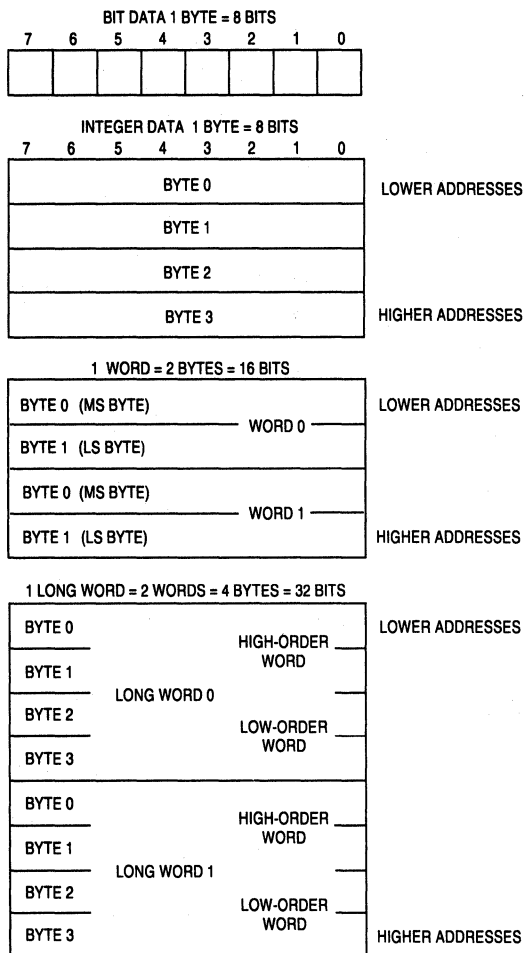 BIT DATA 1 BYTE = 8 BITS
7 6 5 4 3 2 1 0
INTEGER DATA 1 BYTE = 8 BITS
7 6 5 4 3 2 1 0
BYTE 0 LOWER ADDRESSES
BYTE 1
BYTE 2
BYTE 3 HIGHER ADDRESSES
1 WORD = 2 BYTES = 16 BITS
BYTE 0 (MS BYTE) LOWER ADDRESSES
WORD 0
BYTE 1 (LS BYTE)
BYTE 0 (MS BYTE)
WORD 1
BYTE 1 (LS BYTE) HIGHER ADDRESSES
1 LONG WORD = 2 WORDS = 4 BYTES = 32 BITS
BYTE 0 LOWER ADDRESSES
HIGH-ORDER
WORD
BYTE 1
LONG WORD 0
BYTE 2
LOW-ORDER
WORD
BYTE 3
BYTE 0
HIGH-ORDER
WORD
BYTE 1
LONG WORD 1
BYTE 2
LOW-ORDER
WORD
BYTE 3 HIGHER ADDRESSES